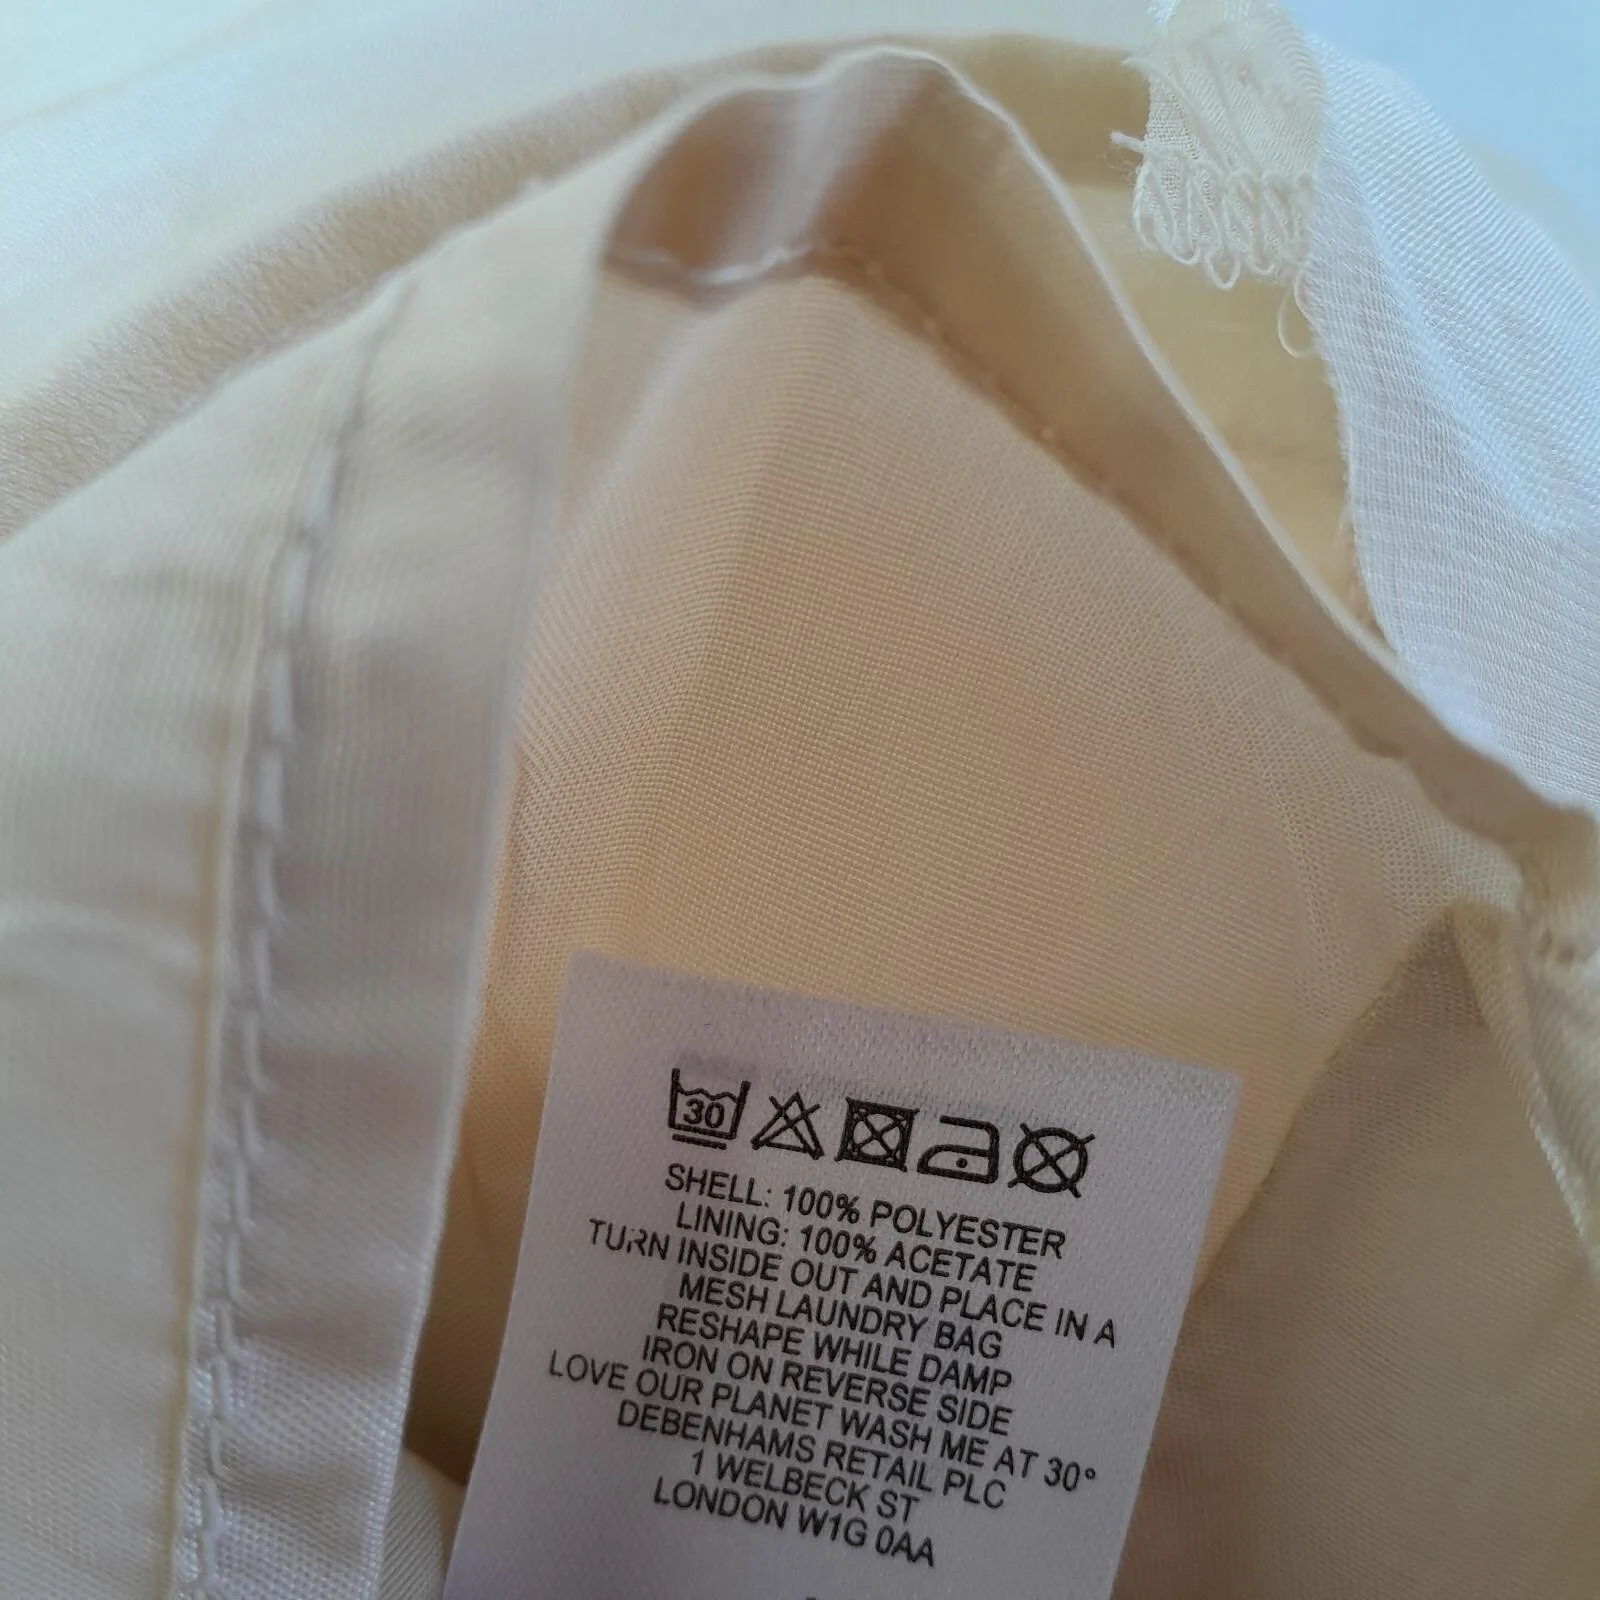 30
SHELL: 100% POLYESTER
LINING: 100% ACETATE
TURN INSIDE OUT AND PLACE IN A
MESH LAUNDRY BAG
RESHAPE WHILE DAMP
IRON ON REVERSE SIDE
LOVE OUR PLANET WASH ME AT 30°
DEBENHAMS RETAIL PLC
1 WELBECK ST
LONDON W1G 0AA